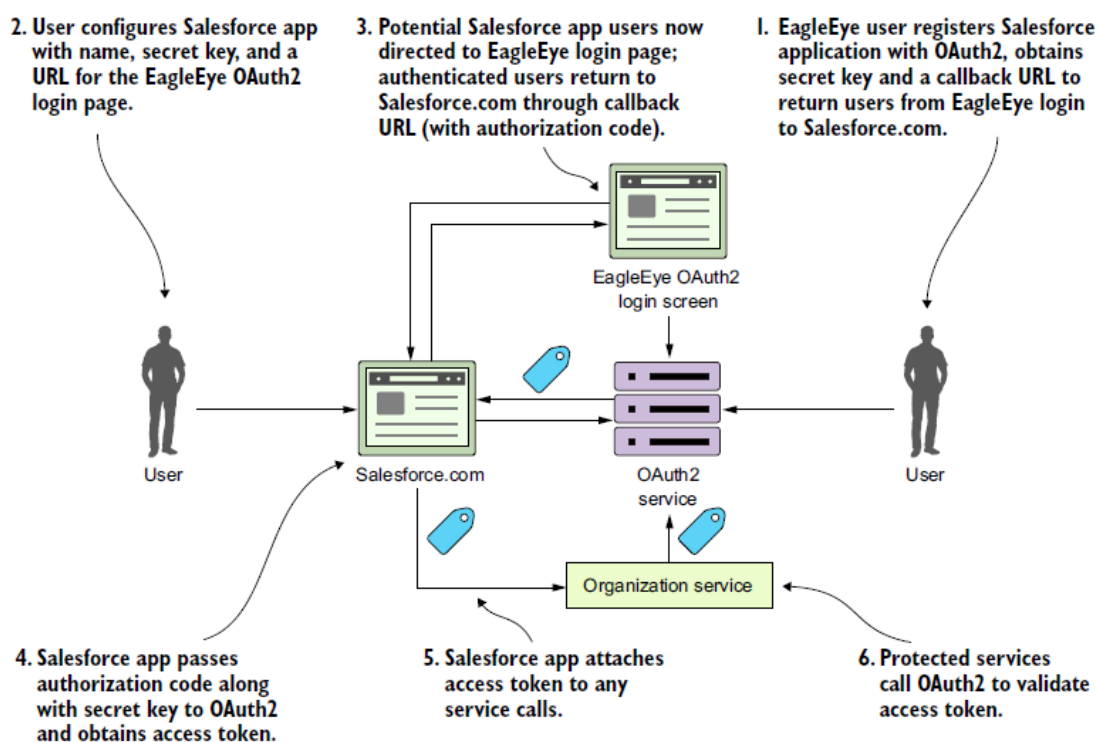 2. User configures Salesforce app
with name, secret key, and a
URL for the EagleEye OAuth2
login page.
3. Potential Salesforce app users now
directed to EagleEye login page;
authenticated users return to
Salesforce.com through callback
URL (with authorization code).
1. EagleEye user registers Salesforce
application with OAuth2, obtains
secret key and a callback URL to
return users from EagleEye login
to Salesforce.com.
EagleEye OAuth2
login screen
User
Salesforce.com
OAuth2
service
User
Organization service
4. Salesforce app passes
authorization code along
with secret key to OAuth2
and obtains access token.
5. Salesforce app attaches
access token to any
service calls.
6. Protected services
call OAuth2 to validate
access token.